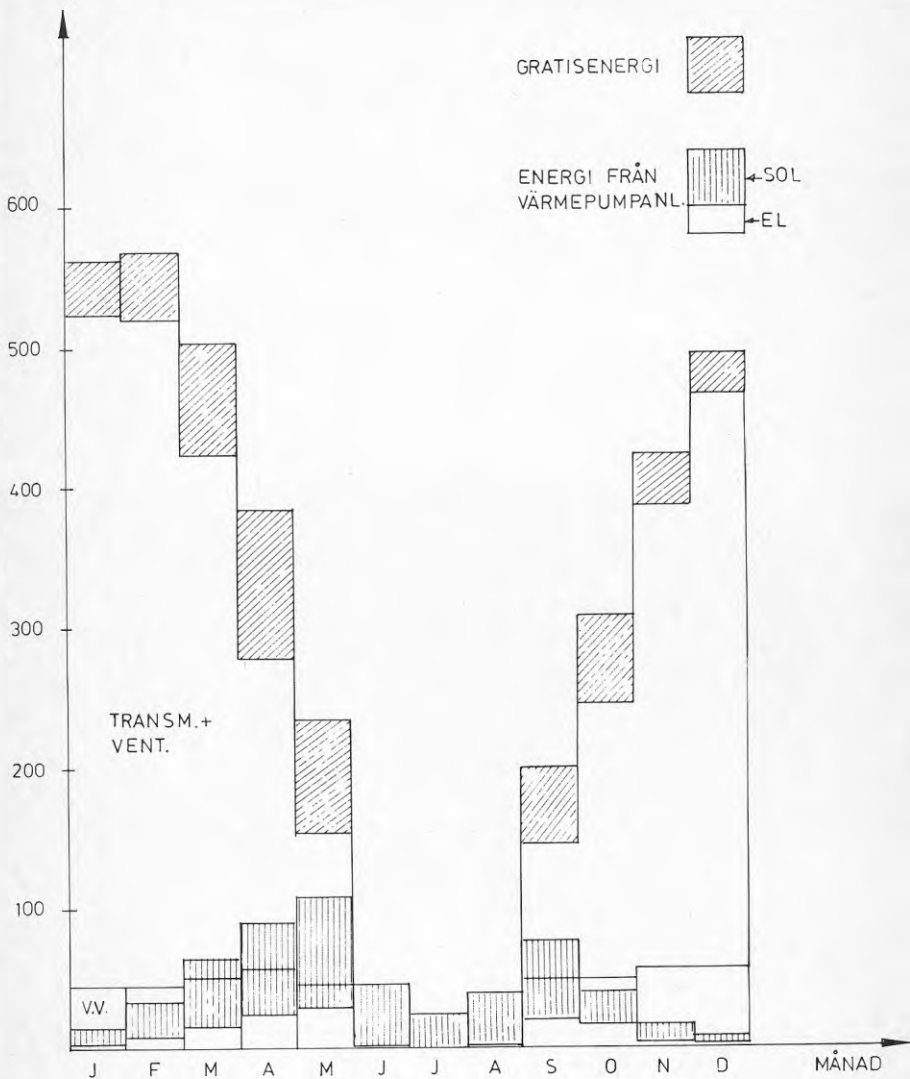 GRATISENERGI
ENERGI FRÅN
VÄRMEPUMPANL.
SOL
EL
600
500
400
300
200
100
TRANSM.+
VENT.
V.V.
J F M A M J J A S O N D MÅNAD